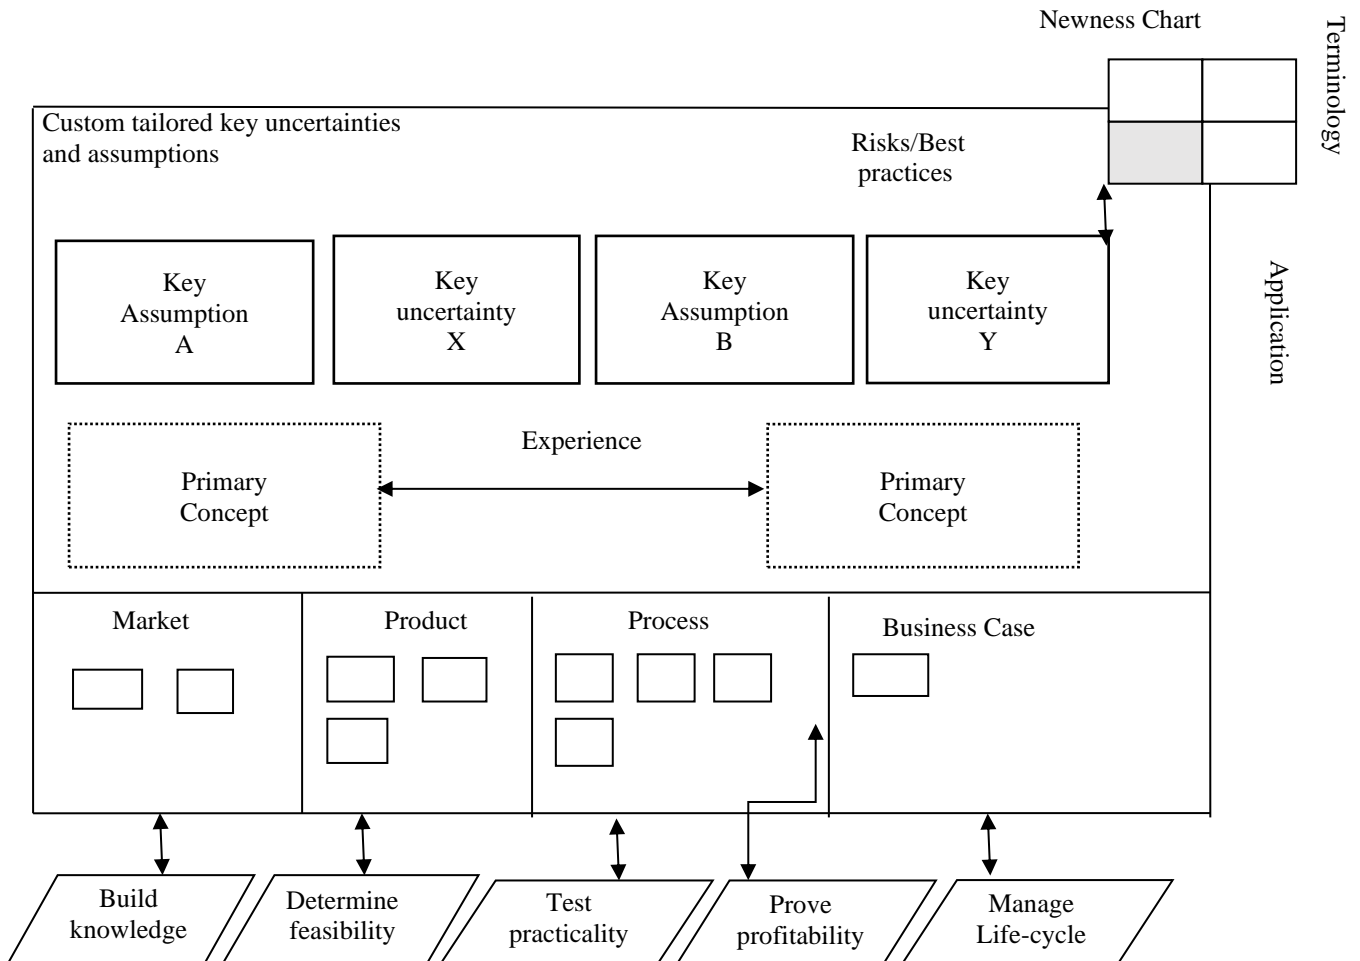 Newness Chart
Terminology
Custom tailored key uncertainties
and assumptions
Risks/Best
practices
Application
Key
Assumption
A
Key
uncertainty
X
Key
Assumption
B
Key
uncertainty
Y
Experience
Primary
Concept
Primary
Concept
Market
Product
Process
Business Case
Build
knowledge
Determine
feasibility
Test
practicality
Prove
profitability
Manage
Life-cycle